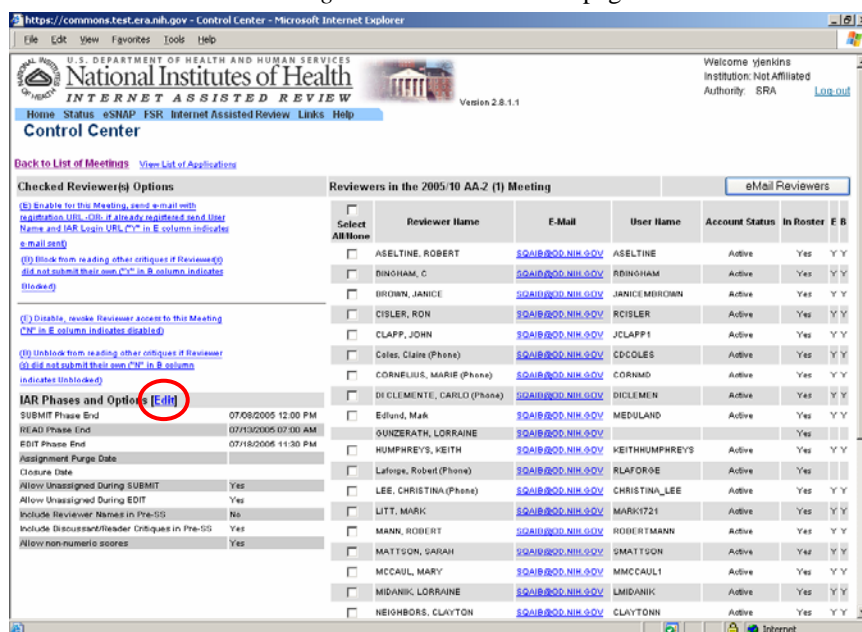 https://commons.test.era.nih.gov - Control Center - Microsoft Internet Explorer
File Edit View Favorites Tools Help
U.S. DEPARTMENT OF HEALTH AND HUMAN SERVICES
National Institutes of Health
INTERNET ASSISTED REVIEW
Version 2.8.1.1
Welcome yjenkins
Institution: Not Affiliated
Authority: SRA Log-out
Home Status eSNAP FSR Internet Assisted Review Links Help
Control Center
Back to List of Meetings View List of Applications
Checked Reviewer(s) Options
(E) Enable for this Meeting, send e-mail with
registration URL -OR- if already registered send User
Name and IAR Login URL ("Y" in E column indicates
e-mail sent)
(B) Block from reading other critiques if Reviewer(s)
did not submit their own ("Y" in B column indicates
Blocked)
(E) Disable, revoke Reviewer access to this Meeting
("N" in E column indicates disabled)
(B) Unblock from reading other critiques if Reviewer
(s) did not submit their own ("N" in B column
indicates Unblocked)
IAR Phases and Options [Edit]
SUBMIT Phase End 07/08/2005 12:00 PM
READ Phase End 07/13/2005 07:00 AM
EDIT Phase End 07/18/2005 11:30 PM
Assignment Purge Date
Closure Date
Allow Unassigned During SUBMIT Yes
Allow Unassigned During EDIT Yes
Include Reviewer Names in Pre-SS No
Include Discussant/Reader Critiques in Pre-SS Yes
Allow non-numeric scores Yes
Reviewers in the 2005/10 AA-2 (1) Meeting eMail Reviewers
Select All/None Reviewer Name E-Mail User Name Account Status In Roster E B
ASELTINE, ROBERT SQAIB@OD.NIH.GOV ASELTINE Active Yes Y Y
BINGHAM, C SQAIB@OD.NIH.GOV RBINGHAM Active Yes Y Y
BROWN, JANICE SQAIB@OD.NIH.GOV JANICEMBROWN Active Yes Y Y
CISLER, RON SQAIB@OD.NIH.GOV RCISLER Active Yes Y Y
CLAPP, JOHN SQAIB@OD.NIH.GOV JCLAPP1 Active Yes Y Y
Coles, Claire (Phone) SQAIB@OD.NIH.GOV CDCOLES Active Yes Y Y
CORNELIUS, MARIE (Phone) SQAIB@OD.NIH.GOV CORNMD Active Yes Y Y
DI CLEMENTE, CARLO (Phone) SQAIB@OD.NIH.GOV DICLEMEN Active Yes Y Y
Edlund, Mark SQAIB@OD.NIH.GOV MEDULAND Active Yes Y Y
GUNZERATH, LORRAINE Yes
HUMPHREYS, KEITH SQAIB@OD.NIH.GOV KEITHHUMPHREYS Active Yes Y Y
Laforge, Robert (Phone) SQAIB@OD.NIH.GOV RLAFORGE Active Yes Y Y
LEE, CHRISTINA (Phone) SQAIB@OD.NIH.GOV CHRISTINA_LEE Active Yes Y Y
LITT, MARK SQAIB@OD.NIH.GOV MARK1721 Active Yes Y Y
MANN, ROBERT SQAIB@OD.NIH.GOV ROBERTMANN Active Yes Y Y
MATTSON, SARAH SQAIB@OD.NIH.GOV SMATTSON Active Yes Y Y
MCCAUL, MARY SQAIB@OD.NIH.GOV MMCCAUL1 Active Yes Y Y
MIDANIK, LORRAINE SQAIB@OD.NIH.GOV LMIDANIK Active Yes Y Y
NEIGHBORS, CLAYTON SQAIB@OD.NIH.GOV CLAYTONN Active Yes Y Y
Internet